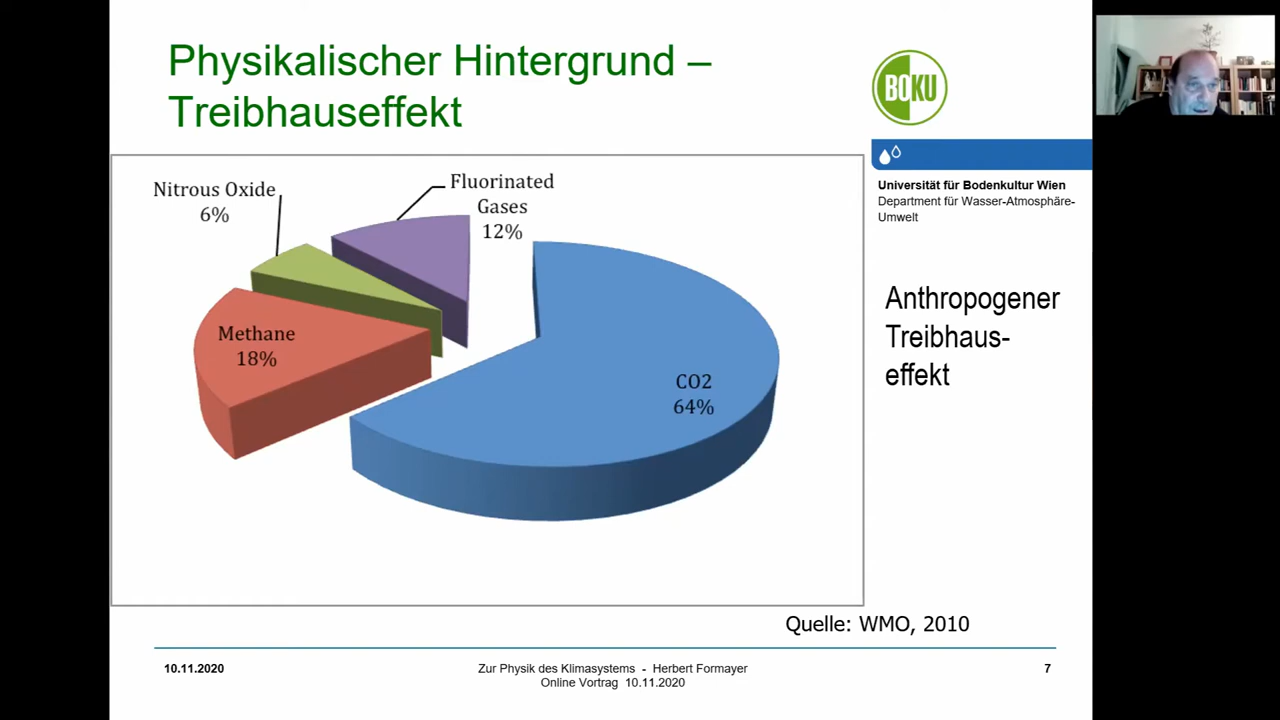 Physikalischer Hintergrund –
Treibhauseffekt
BOKU
Universität für Bodenkultur Wien
Department für Wasser-Atmosphäre-
Umwelt
Nitrous Oxide
6%
Fluorinated
Gases
12%
Methane
18%
CO2
64%
Anthropogener
Treibhaus-
effekt
Quelle: WMO, 2010
10.11.2020
Zur Physik des Klimasystems - Herbert Formayer
Online Vortrag 10.11.2020
7